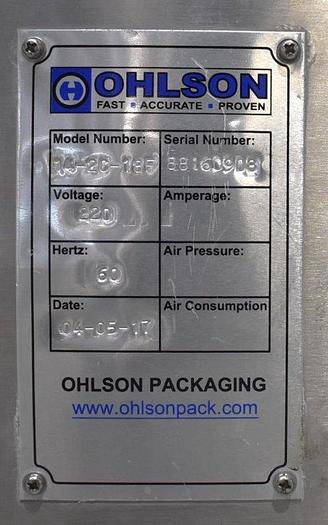 OHLSON
FAST ▪ ACCURATE ▪ PROVEN
Model Number: Serial Number:
Voltage: Amperage:
220
Hertz: Air Pressure:
60
Date: Air Consumption
04-05-17
OHLSON PACKAGING
www.ohlsonpack.com